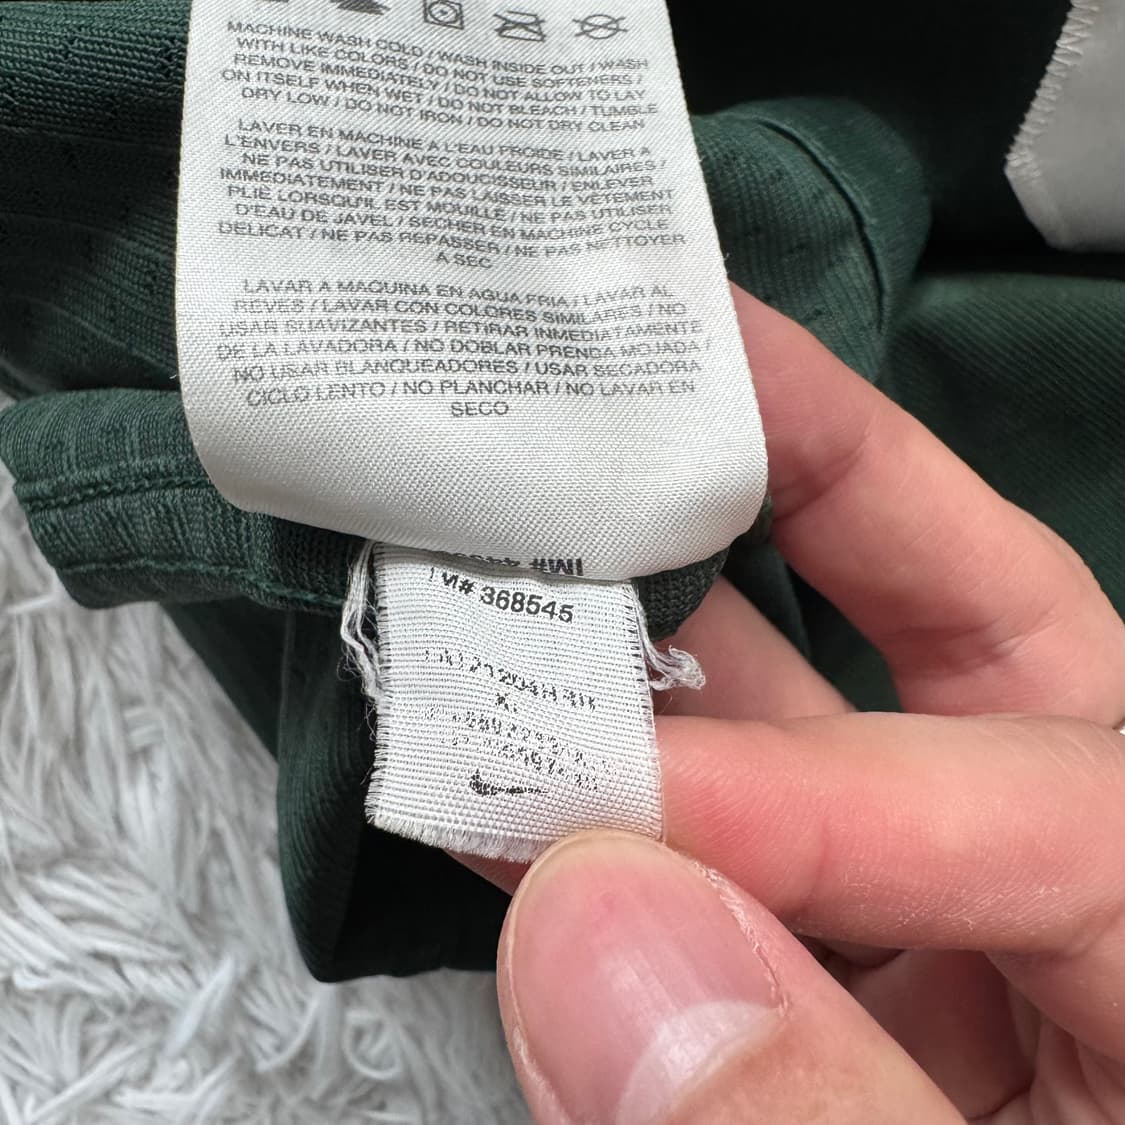 MACHINE WASH COLD / WASH INSIDE OUT / WASH
WITH LIKE COLORS / DO NOT USE SOFTENERS /
REMOVE IMMEDIATELY / DO NOT ALLOW TO LAY
ON ITSELF WHEN WET / DO NOT BLEACH / TUMBLE
DRY LOW / DO NOT IRON / DO NOT DRY CLEAN
LAVER EN MACHINE A L'EAU FROIDE / LAVER A
L'ENVERS / LAVER AVEC COULEURS SIMILAIRES /
NE PAS UTILISER D'ADOUCISSEUR / ENLEVER
IMMEDIATEMENT / NE PAS LAISSER LE VETEMENT
PLIE LORSQU'IL EST MOUILLE / NE PAS UTILISER
D'EAU DE JAVEL / SECHER EN MACHINE CYCLE
DELICAT / NE PAS REPASSER / NE PAS NETTOYER
A SEC
LAVAR A MAQUINA EN AGUA FRIA / LAVAR AL
REVES / LAVAR CON COLORES SIMILARES / NO
USAR SUAVIZANTES / RETIRAR INMEDIATAMENTE
DE LA LAVADORA / NO DOBLAR PRENDA MOJADA /
NO USAR BLANQUEADORES / USAR SECADORA
CICLO LENTO / NO PLANCHAR / NO LAVAR EN
SECO
IM#
IM# 368545